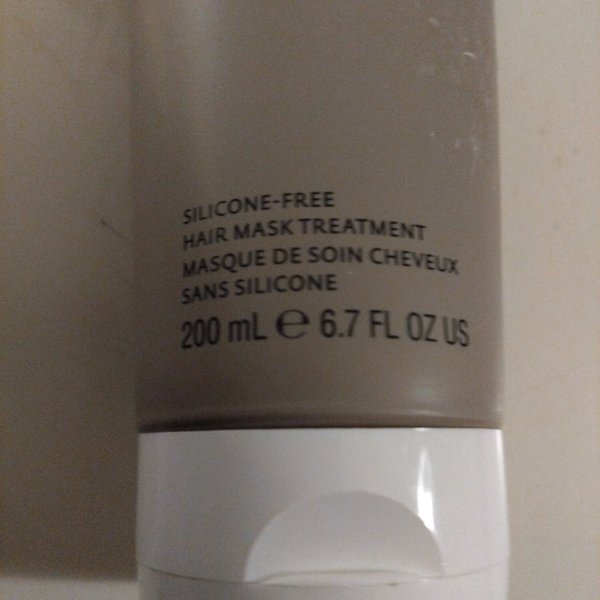 SILICONE-FREE
HAIR MASK TREATMENT
MASQUE DE SOIN CHEVEUX
SANS SILICONE
200 mL ℮ 6.7 FL OZ US